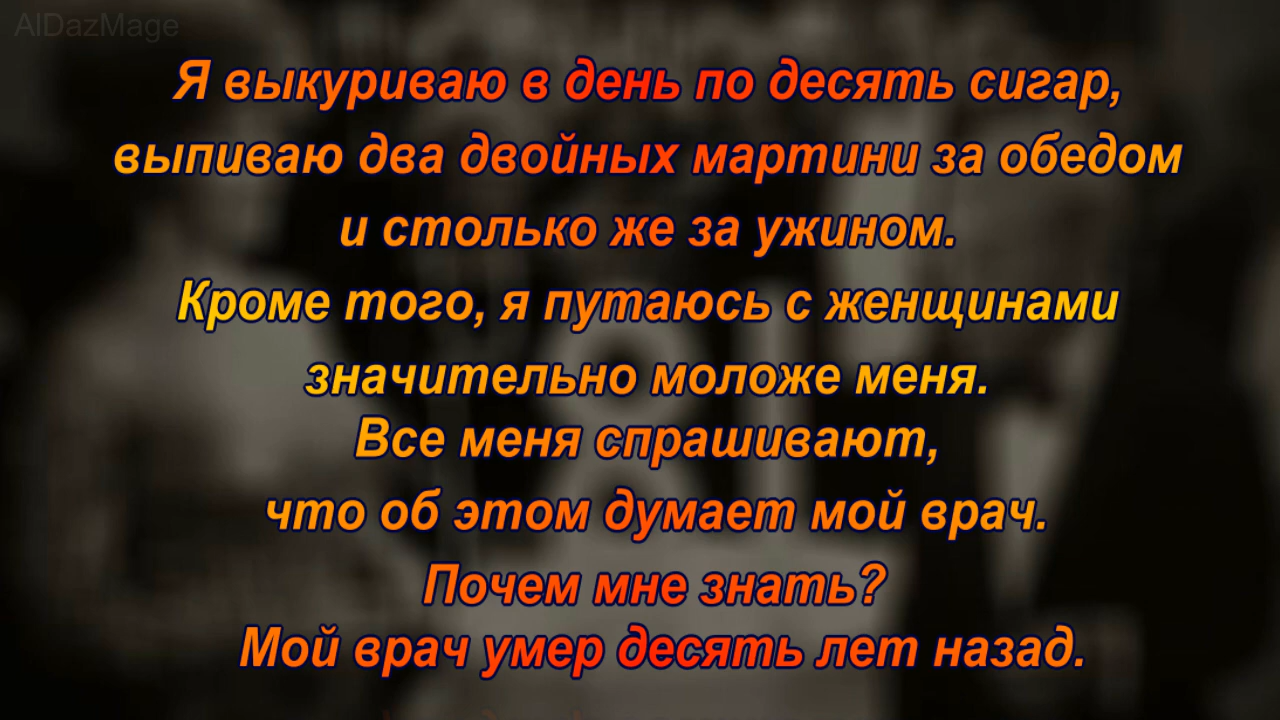 AlDazMage
Я выкуриваю в день по десять сигар,
выпиваю два двойных мартини за обедом
и столько же за ужином.
Кроме того, я путаюсь с женщинами
значительно моложе меня.
Все меня спрашивают,
что об этом думает мой врач.
Почем мне знать?
Мой врач умер десять лет назад.